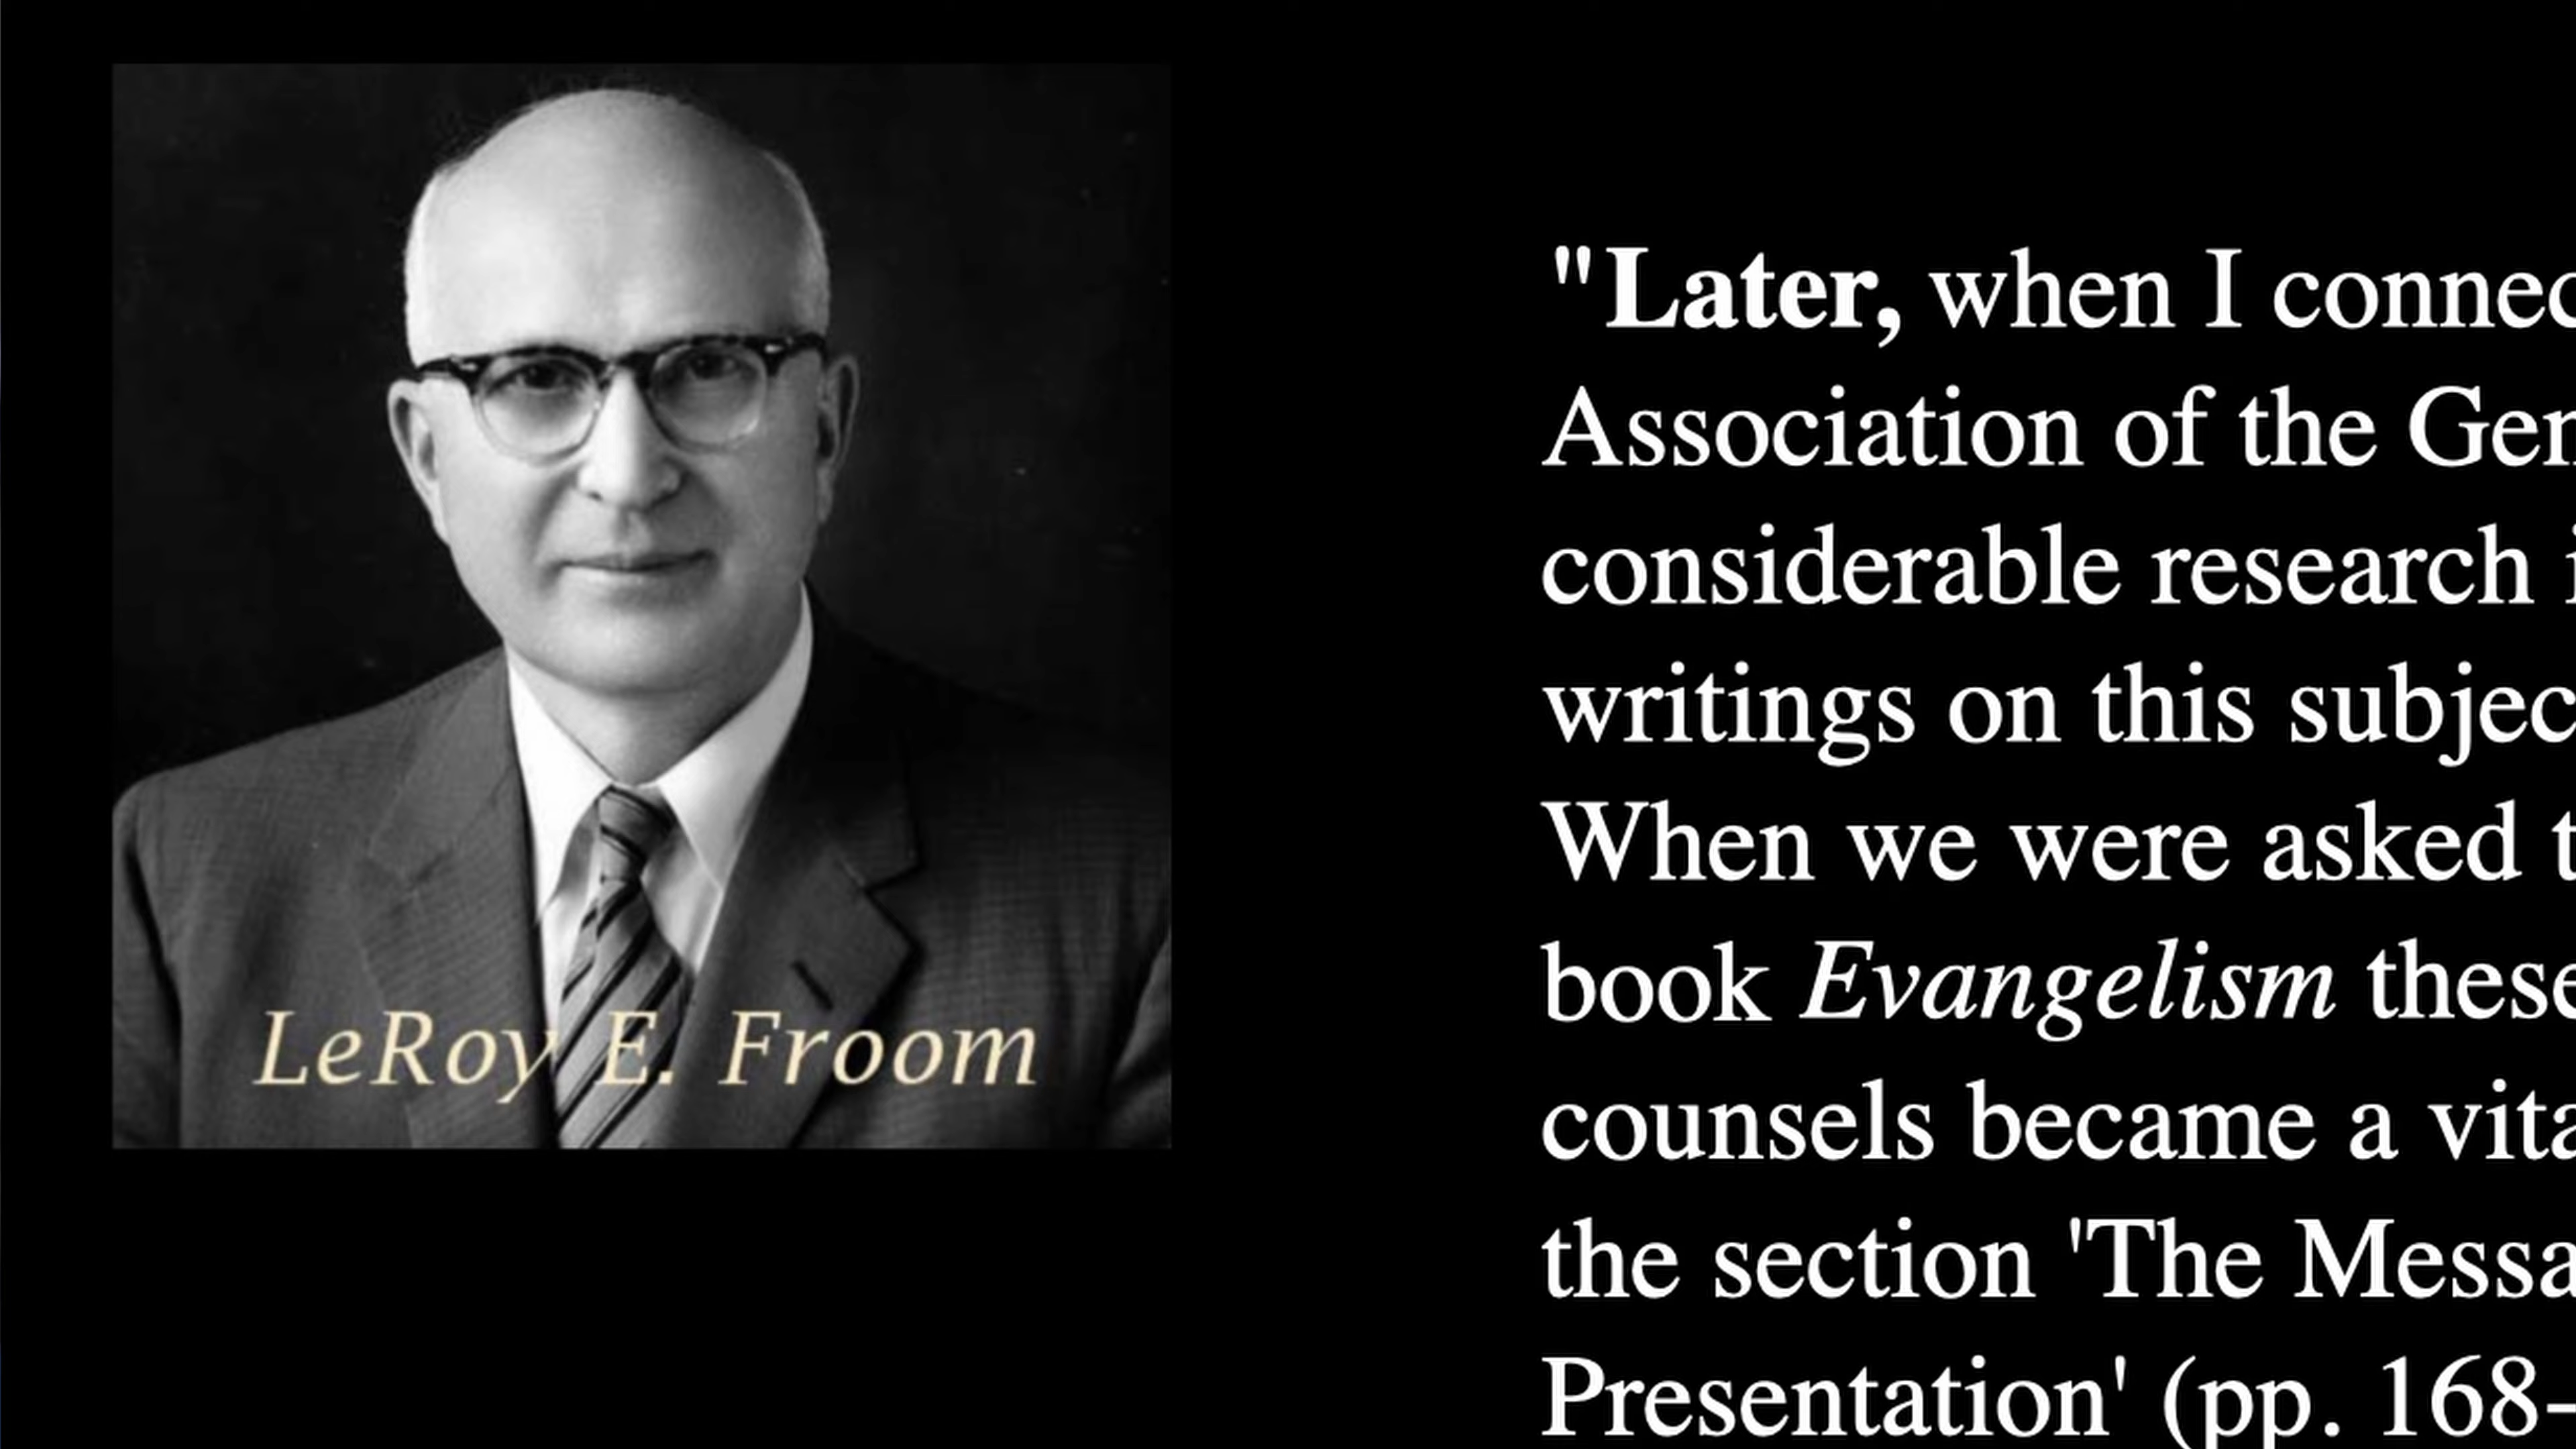 LeRoy E. Froom
"Later, when I connec
Association of the Gen
considerable research i
writings on this subjec
When we were asked t
book Evangelism these
counsels became a vita
the section 'The Messa
Presentation' (pp. 168-